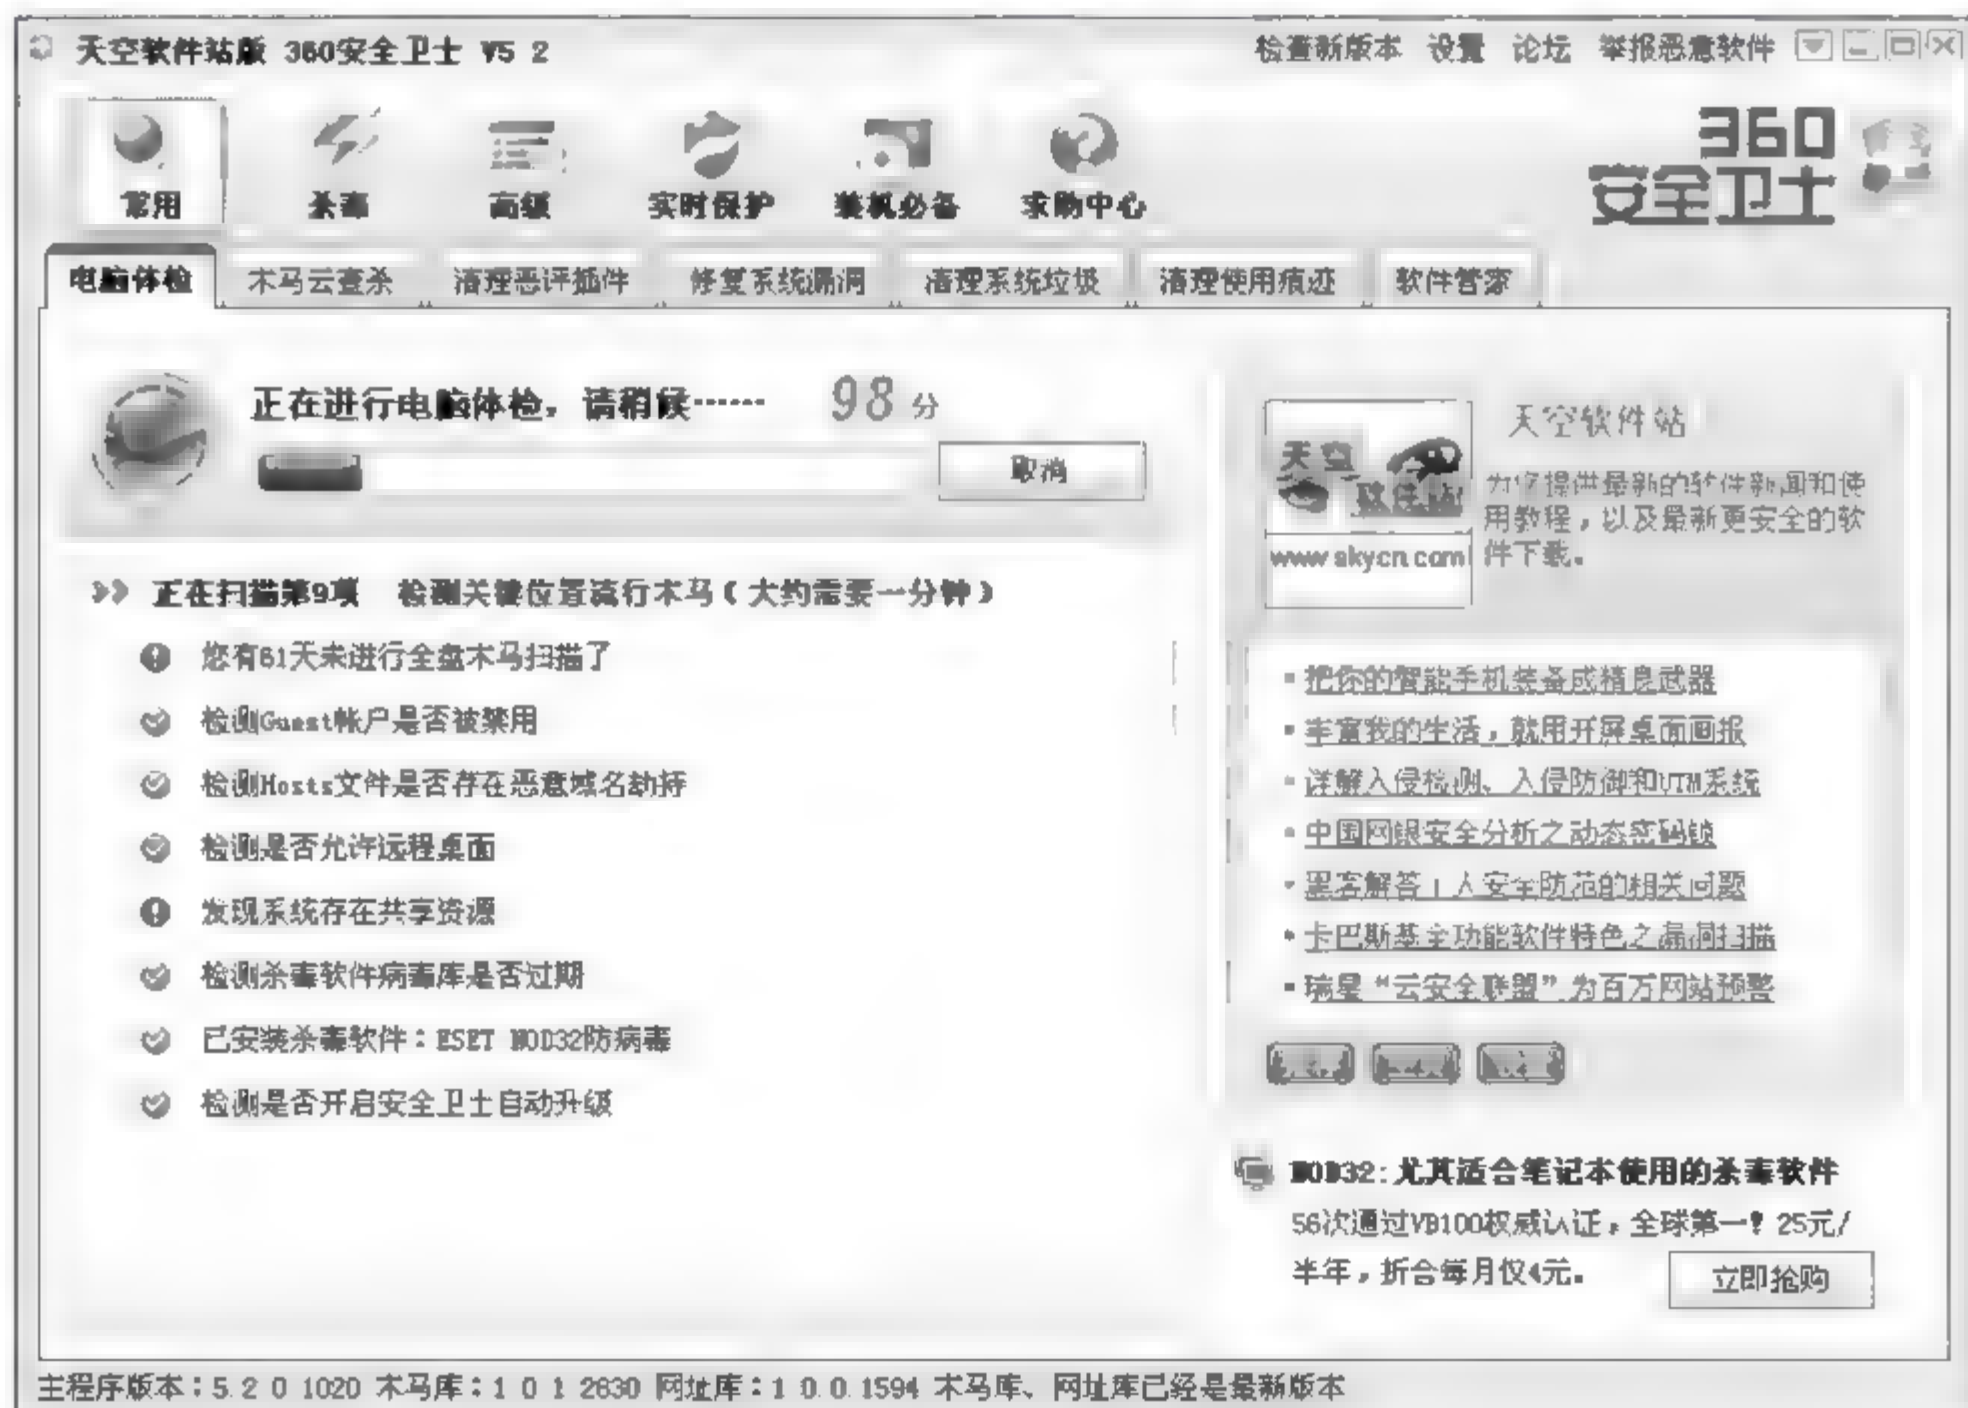 天空软件站版 360安全卫士 V5 2
检查新版本 设置 论坛 举报恶意软件
360
安全卫士
常用 杀毒 高级 实时保护 装机必备 求助中心
电脑体检 木马云查杀 清理恶评插件 修复系统漏洞 清理系统垃圾 清理使用痕迹 软件管家
正在进行电脑体检，请稍候…… 98 分
取消
正在扫描第9项 检测关键位置流行木马(大约需要一分钟)
您有61天未进行全盘木马扫描了
检测Guest帐户是否被禁用
检测Hosts文件是否存在恶意域名劫持
检测是否允许远程桌面
发现系统存在共享资源
检测杀毒软件病毒库是否过期
已安装杀毒软件：ESET NOD32防病毒
检测是否开启安全卫士自动升级
天空
软件站
www skycn com
天空软件站
为您提供最新的软件新闻和使
用教程，以及最新更安全的软
件下载。
把你的智能手机装备成精良武器
丰富我的生活，就用开屏桌面画报
详解入侵检测、入侵防御和UTM系统
中国网银安全分析之动态密码锁
黑客解答 人安全防范的相关问题
卡巴斯基全功能软件特色之漏洞扫描
瑞星“云安全联盟”为百万网站预警
NOD32:尤其适合笔记本使用的杀毒软件
56次通过VB100权威认证，全球第一！25元/
半年，折合每月仅4元。
立即抢购
主程序版本：5 2 0 1020 木马库：1 0 1 2630 网址库：1 0.0.1594 木马库、网址库已经是最新版本